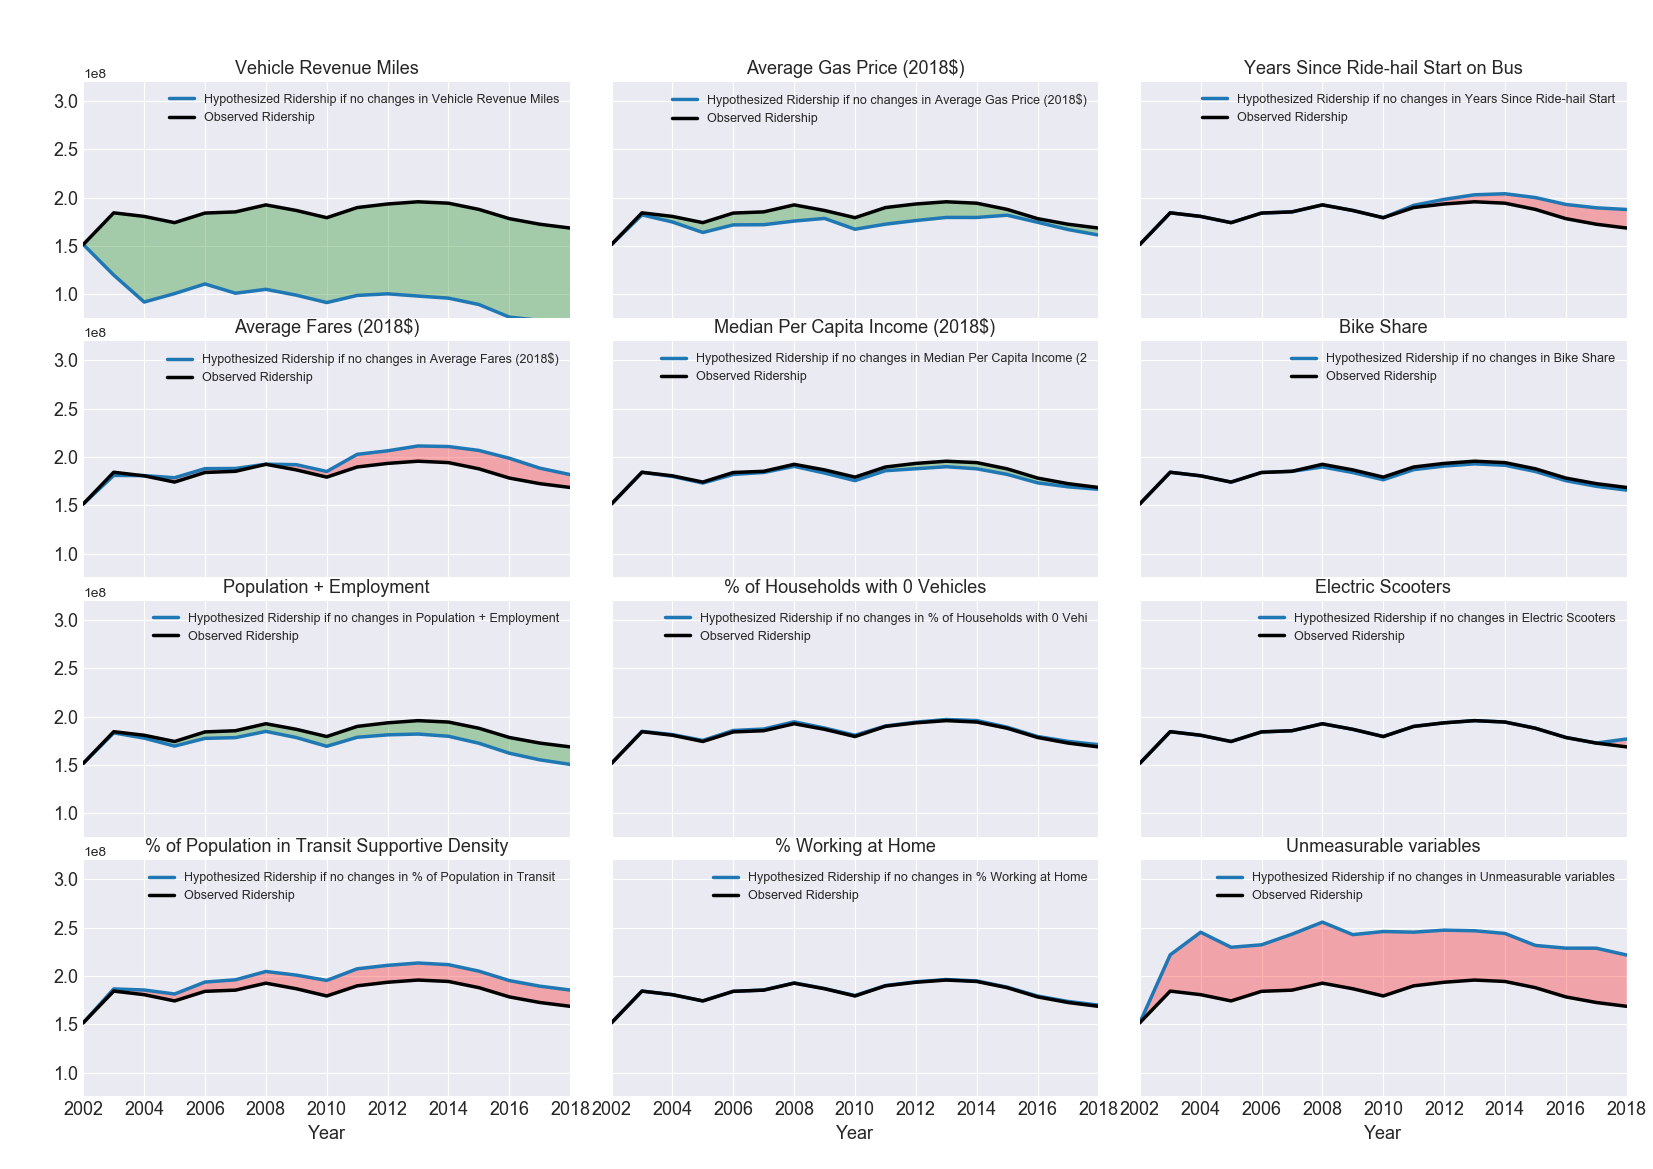 Vehicle Revenue Miles
1e8
Hypothesized Ridership if no changes in Vehicle Revenue Miles
Observed Ridership
3.0
2.5
2.0
1.5
1.0
Average Gas Price (2018$)
Hypothesized Ridership if no changes in Average Gas Price (2018$)
Observed Ridership
Years Since Ride-hail Start on Bus
Hypothesized Ridership if no changes in Years Since Ride-hail Start
Observed Ridership
Average Fares (2018$)
1e8
Hypothesized Ridership if no changes in Average Fares (2018$)
Observed Ridership
3.0
2.5
2.0
1.5
1.0
Median Per Capita Income (2018$)
Hypothesized Ridership if no changes in Median Per Capita Income (2
Observed Ridership
Bike Share
Hypothesized Ridership if no changes in Bike Share
Observed Ridership
Population + Employment
1e8
Hypothesized Ridership if no changes in Population + Employment
Observed Ridership
3.0
2.5
2.0
1.5
1.0
% of Households with 0 Vehicles
Hypothesized Ridership if no changes in % of Households with 0 Vehi
Observed Ridership
Electric Scooters
Hypothesized Ridership if no changes in Electric Scooters
Observed Ridership
% of Population in Transit Supportive Density
1e8
Hypothesized Ridership if no changes in % of Population in Transit
Observed Ridership
3.0
2.5
2.0
1.5
1.0
2002 2004 2006 2008 2010 2012 2014 2016 2018
Year
% Working at Home
Hypothesized Ridership if no changes in % Working at Home
Observed Ridership
2002 2004 2006 2008 2010 2012 2014 2016 2018
Year
Unmeasurable variables
Hypothesized Ridership if no changes in Unmeasurable variables
Observed Ridership
2002 2004 2006 2008 2010 2012 2014 2016 2018
Year